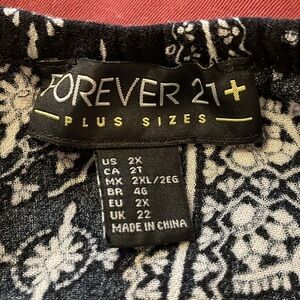 FOREVER 21+
PLUS SIZES
US 2X
CA 2T
MX 2XL/2EG
BR 4G
EU 2X
UK 22
MADE IN CHINA